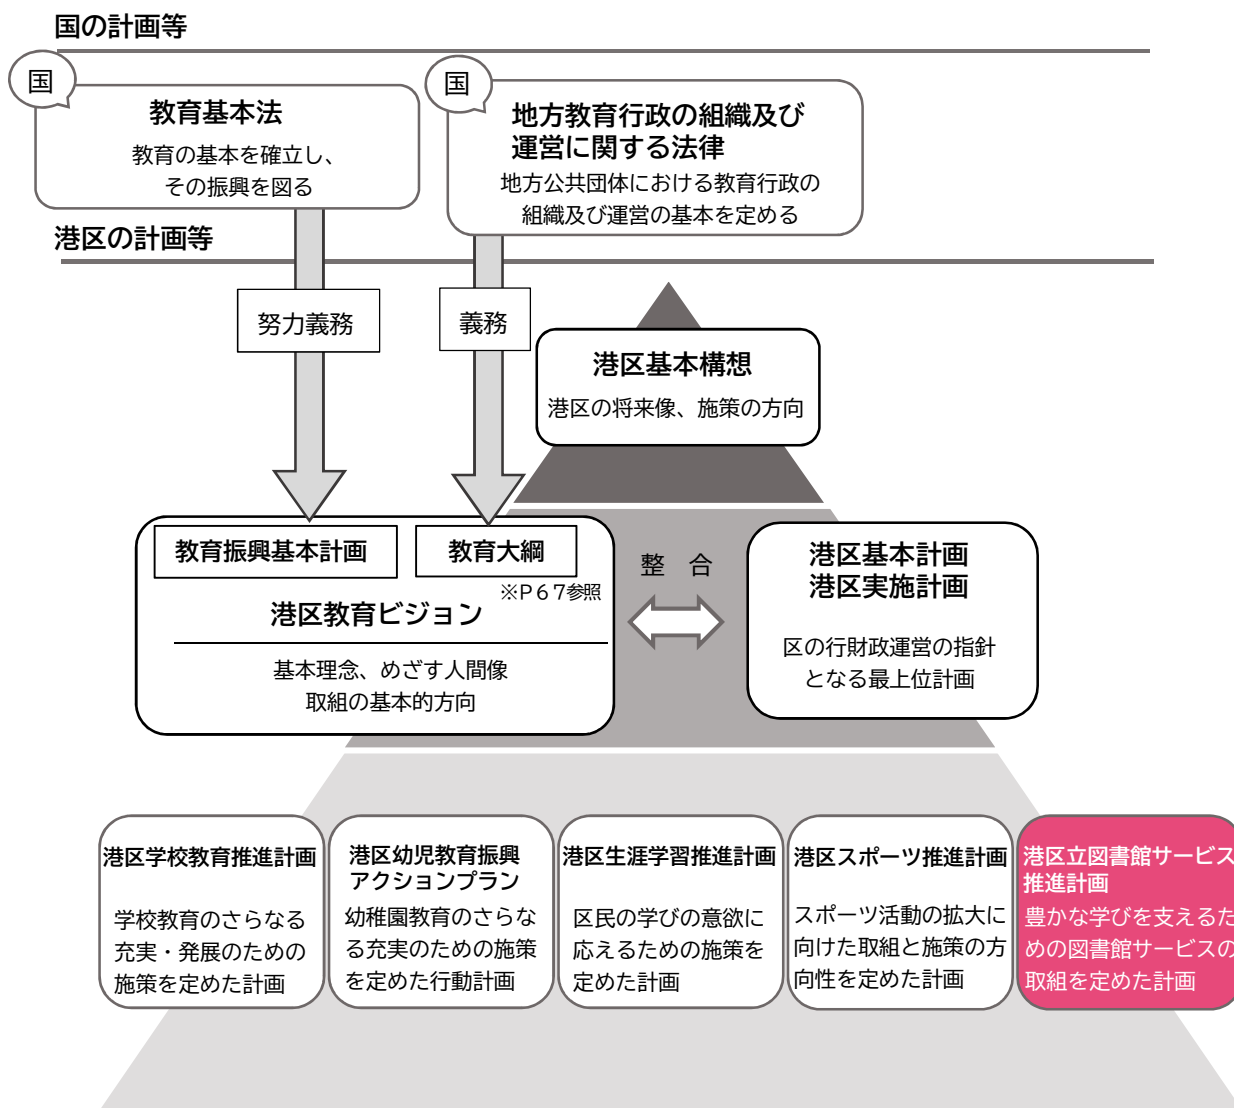 国の計画等
国
教育基本法
教育の基本を確立し、
その振興を図る
国
地方教育行政の組織及び
運営に関する法律
地方公共団体における教育行政の
組織及び運営の基本を定める
港区の計画等
努力義務
義務
港区基本構想
港区の将来像、施策の方向
教育振興基本計画
教育大綱
※P67参照
港区教育ビジョン
基本理念、めざす人間像
取組の基本的方向
整 合
港区基本計画
港区実施計画
区の行財政運営の指針
となる最上位計画
港区学校教育推進計画
学校教育のさらなる
充実・発展のための
施策を定めた計画
港区幼児教育振興
アクションプラン
幼稚園教育のさらな
る充実のための施策
を定めた行動計画
港区生涯学習推進計画
区民の学びの意欲に
応えるための施策を
定めた計画
港区スポーツ推進計画
スポーツ活動の拡大に
向けた取組と施策の方
向性を定めた計画
港区立図書館サービス
推進計画
豊かな学びを支えるた
めの図書館サービスの
取組を定めた計画